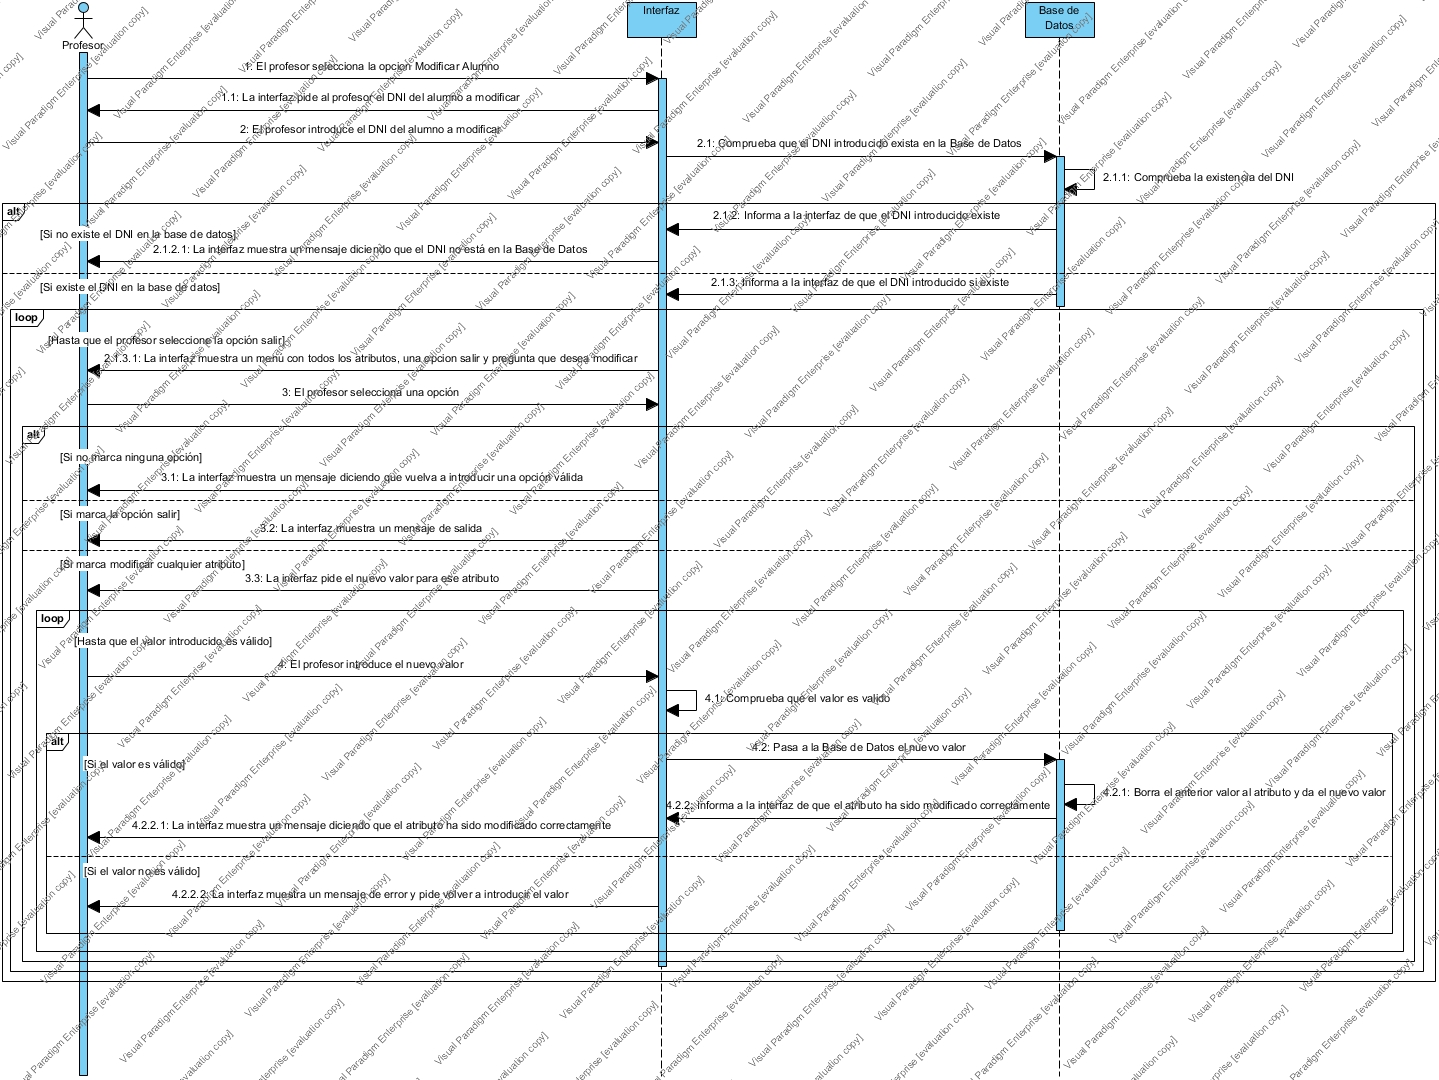 Profesor
Interfaz
Base de
Datos
1: El profesor selecciona la opcion Modificar Alumno
1.1: La interfaz pide al profesor el DNI del alumno a modificar
2: El profesor introduce el DNI del alumno a modificar
2.1: Comprueba que el DNI introducido exista en la Base de Datos
2.1.1: Comprueba la existencia del DNI
alt
2.1.2: Informa a la interfaz de que el DNI introducido existe
[Si no existe el DNI en la base de datos]
2.1.2.1: La interfaz muestra un mensaje diciendo que el DNI no está en la Base de Datos
[Si existe el DNI en la base de datos]
2.1.3: Informa a la interfaz de que el DNI introducido si existe
loop
[Hasta que el profesor seleccione la opción salir]
2.1.3.1: La interfaz muestra un menu con todos los atributos, una opcion salir y pregunta que desea modificar
3: El profesor selecciona una opción
alt
[Si no marca ninguna opción]
3.1: La interfaz muestra un mensaje diciendo que vuelva a introducir una opción válida
[Si marca la opción salir]
3.2: La interfaz muestra un mensaje de salida
[Si marca modificar cualquier atributo]
3.3: La interfaz pide el nuevo valor para ese atributo
loop
[Hasta que el valor introducido es válido]
4: El profesor introduce el nuevo valor
4.1: Comprueba que el valor es valido
alt
4.2: Pasa a la Base de Datos el nuevo valor
[Si el valor es válido]
4.2.1: Borra el anterior valor al atributo y da el nuevo valor
4.2.2: Informa a la interfaz de que el atributo ha sido modificado correctamente
4.2.2.1: La interfaz muestra un mensaje diciendo que el atributo ha sido modificado correctamente
[Si el valor no es válido]
4.2.2.2: La interfaz muestra un mensaje de error y pide volver a introducir el valor
Visual Paradigm Enterprise [evaluation copy]